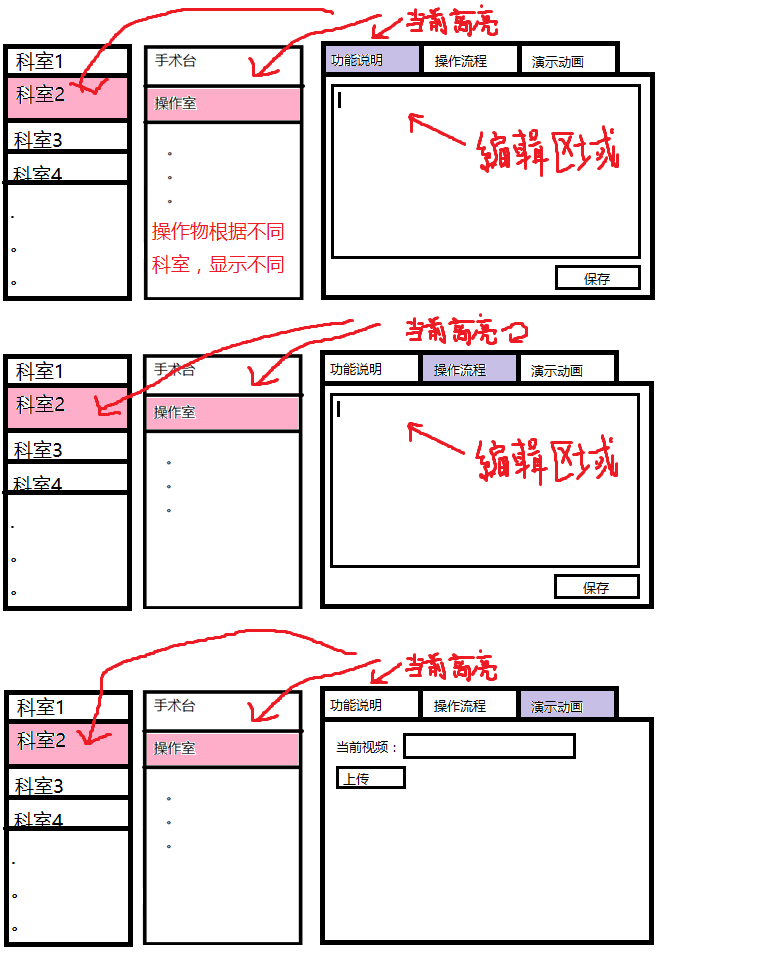 当前高亮
科室1
手术台
功能说明
操作流程
演示动画
科室2
操作室
编辑区域
科室3
科室4
操作物根据不同
科室，显示不同
保存
当前高亮
科室1
手术台
功能说明
操作流程
演示动画
科室2
操作室
编辑区域
科室3
科室4
保存
当前高亮
科室1
手术台
功能说明
操作流程
演示动画
科室2
操作室
当前视频：
上传
科室3
科室4